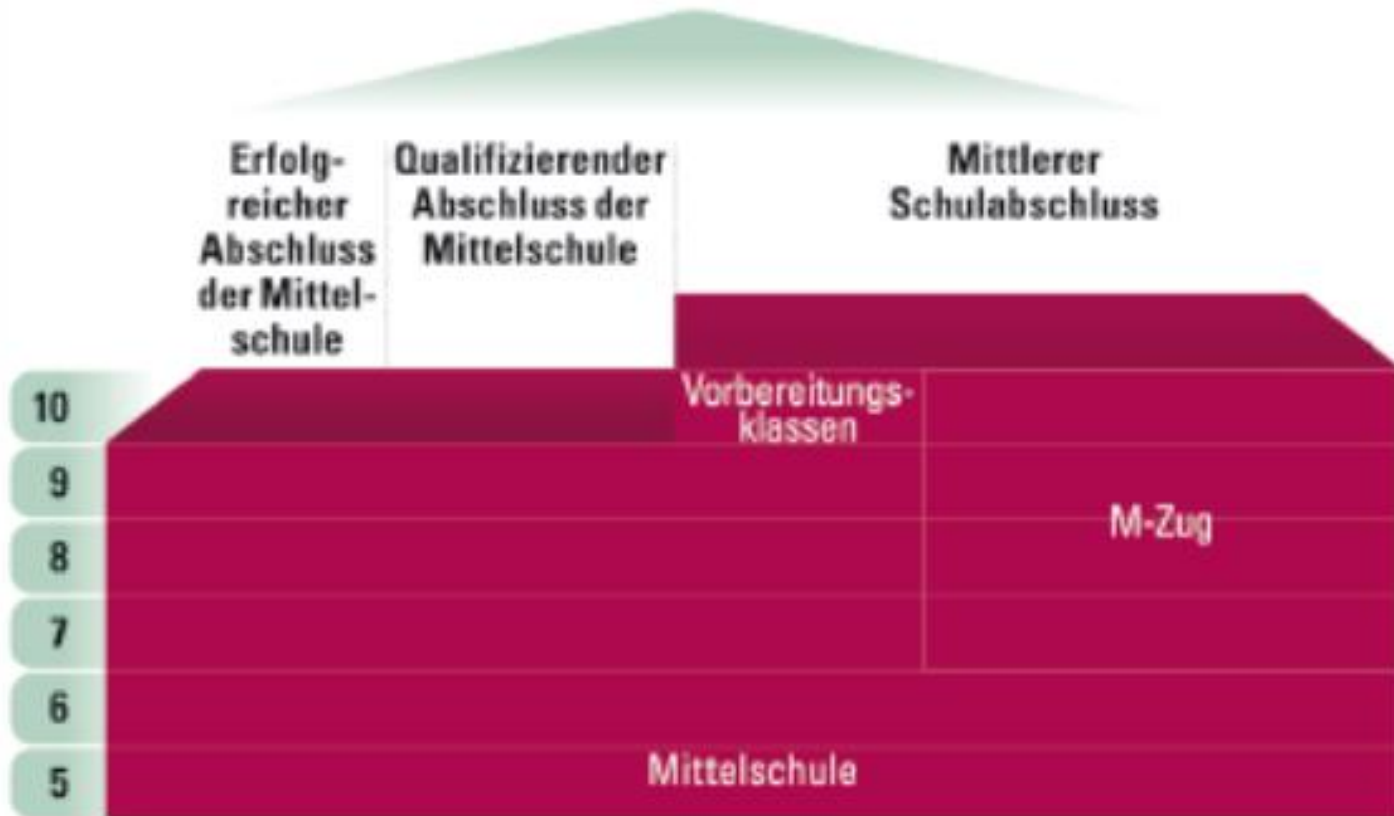 Erfolg-
reicher
Abschluss
der Mittel-
schule
Qualifizierender
Abschluss der
Mittelschule
Mittlerer
Schulabschluss
10
Vorbereitungs-
klassen
9
M-Zug
8
7
6
5
Mittelschule